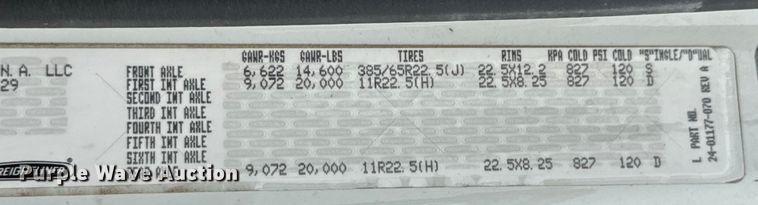 GAWR-KGS GAWR-LBS TIRES RIMS KPA COLD PSI COLD "S"INGLE/"D"UAL
N.A. LLC FRONT AXLE 6,622 14,600 385/65R22.5(J) 22.5X12.2 827 120 S
29 FIRST INT AXLE 9,072 20,000 11R22.5(H) 22.5X8.25 827 120 D
SECOND INT AXLE
THIRD INT AXLE
FOURTH INT AXLE
FIFTH INT AXLE
SIXTH INT AXLE
9,072 20,000 11R22.5(H) 22.5X8.25 827 120 D
L PART NO.
24-01177-070 REV A
Purple Wave Auction